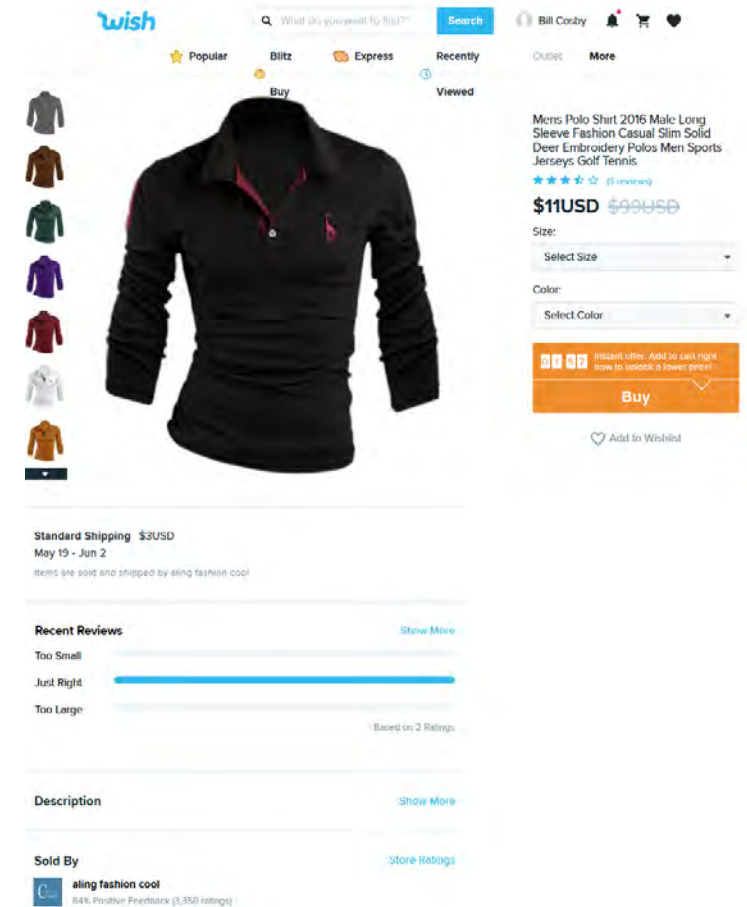 wish
What do you want to find?
Search
Bill Cosby
Popular
Blitz
Buy
Express
Recently
Viewed
Outlet
More
Mens Polo Shirt 2016 Male Long
Sleeve Fashion Casual Slim Solid
Deer Embroidery Polos Men Sports
Jerseys Golf Tennis
reviews)
$11USD $99USD
Size:
Select Size
Color:
Select Color
01 57
Instant offer. Add to cart right
now to unlock a lower price!
Buy
Add to Wishlist
Standard Shipping $3USD
May 19 - Jun 2
Items are sold and shipped by aling fashion cool
Recent Reviews
Show More
Too Small
Just Right
Too Large
Based on 2 Ratings
Description
Show More
Sold By
Store Ratings
aling fashion cool
84% Positive Feedback (3,358 ratings)